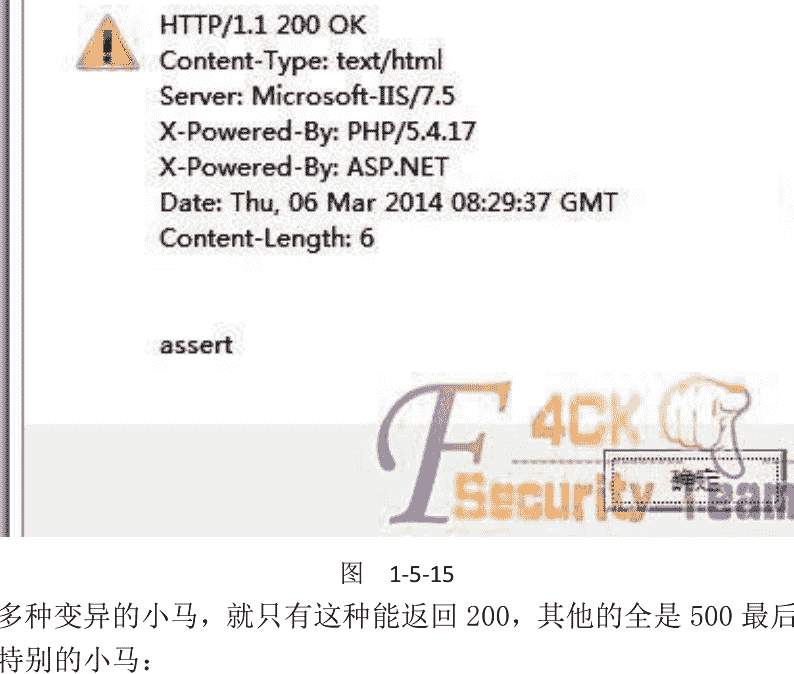 HTTP/1.1 200 OK
Content-Type: text/html
Server: Microsoft-IIS/7.5
X-Powered-By: PHP/5.4.17
X-Powered-By: ASP.NET
Date: Thu, 06 Mar 2014 08:29:37 GMT
Content-Length: 6
assert
F4CK
确定
Security Team
图 1-5-15
多种变异的小马，就只有这种能返回 200，其他的全是 500 最后
特别的小马：